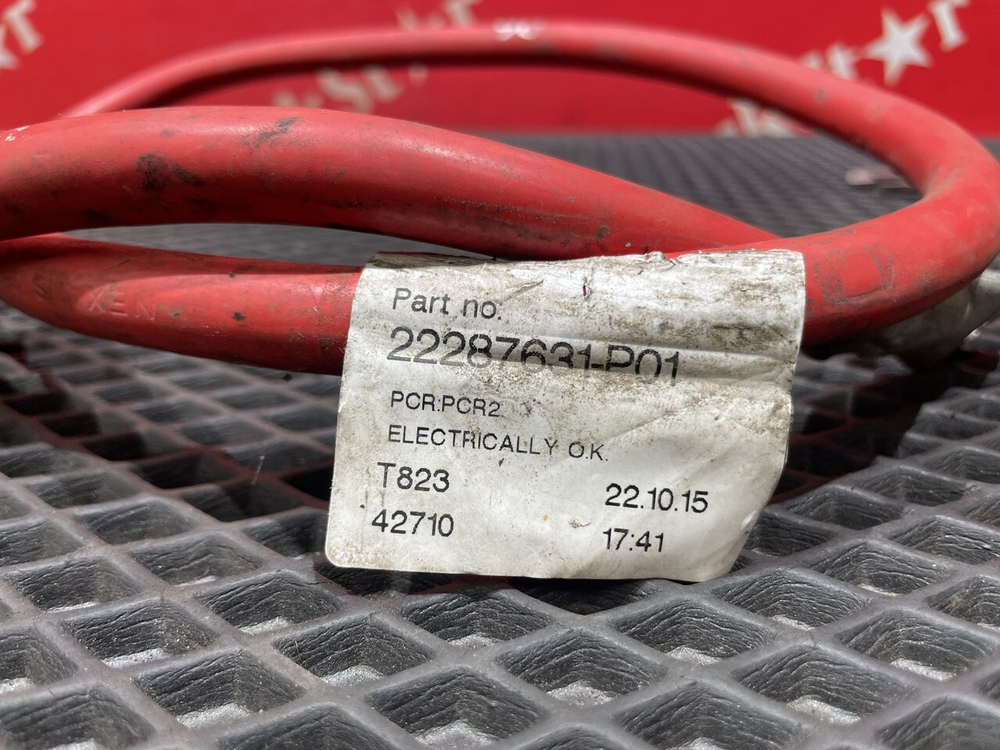 Part no.
22287631-P01
PCR:PCR2
ELECTRICALLY O.K.
T823
22.10.15
42710
17:41